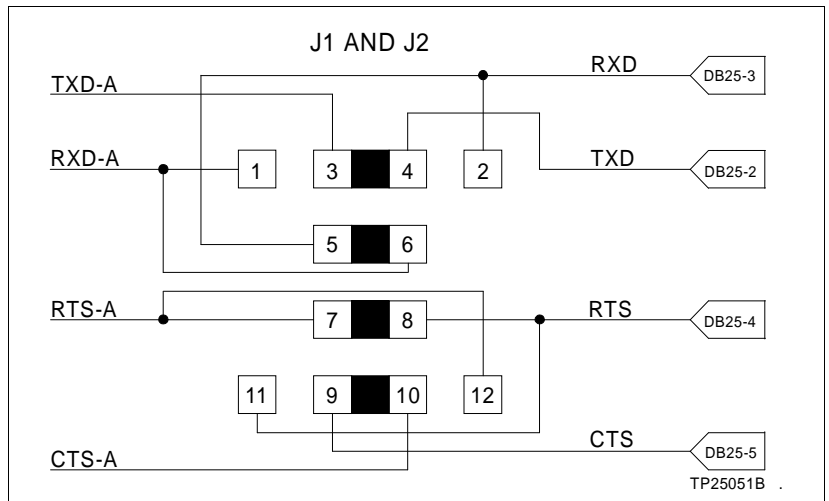 J1 AND J2
RXD
DB25-3
TXD-A
RXD-A
1
3
4
2
TXD
DB25-2
5
6
RTS-A
7
8
RTS
DB25-4
11
9
10
12
CTS
DB25-5
CTS-A
TP25051B .